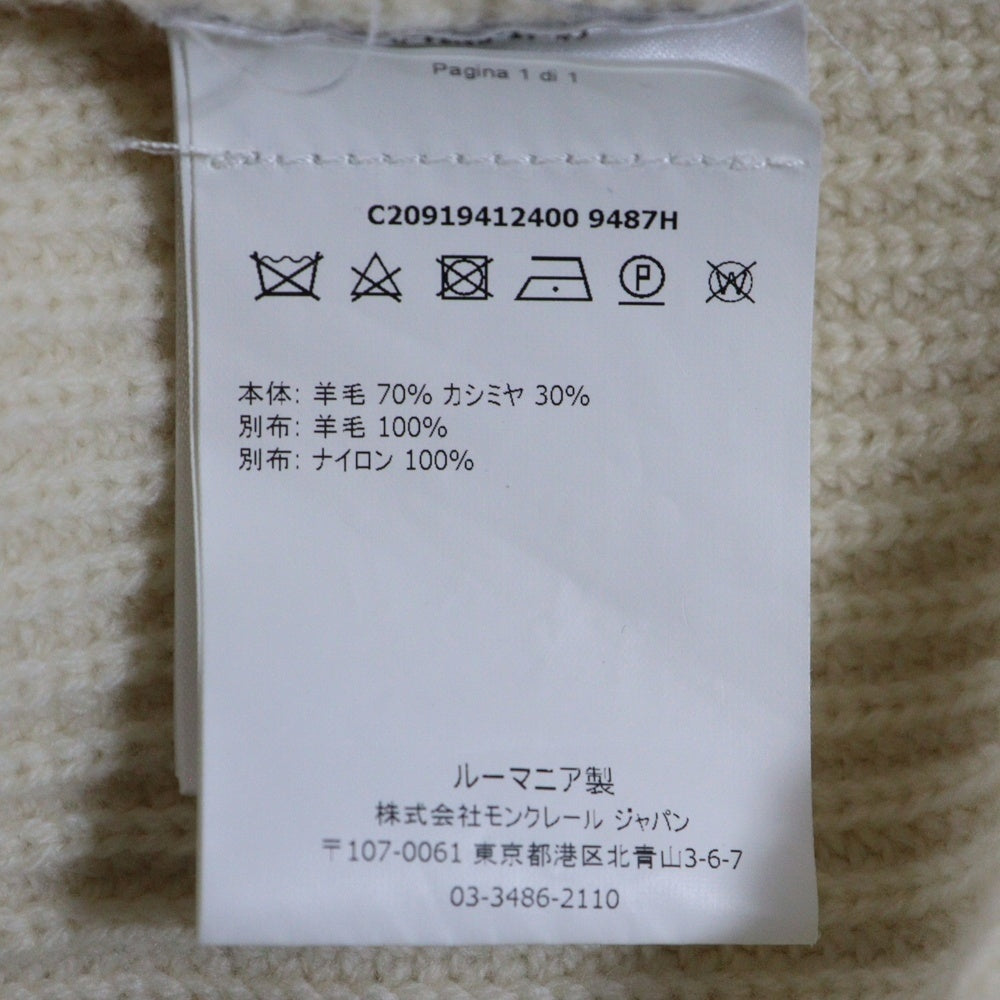 Pagina 1 di 1
C20919412400 9487H
P W
本体: 羊毛 70% カシミヤ 30%
別布: 羊毛 100%
別布: ナイロン 100%
ルーマニア製
株式会社モンクレール ジャパン
〒107-0061 東京都港区北青山3-6-7
03-3486-2110